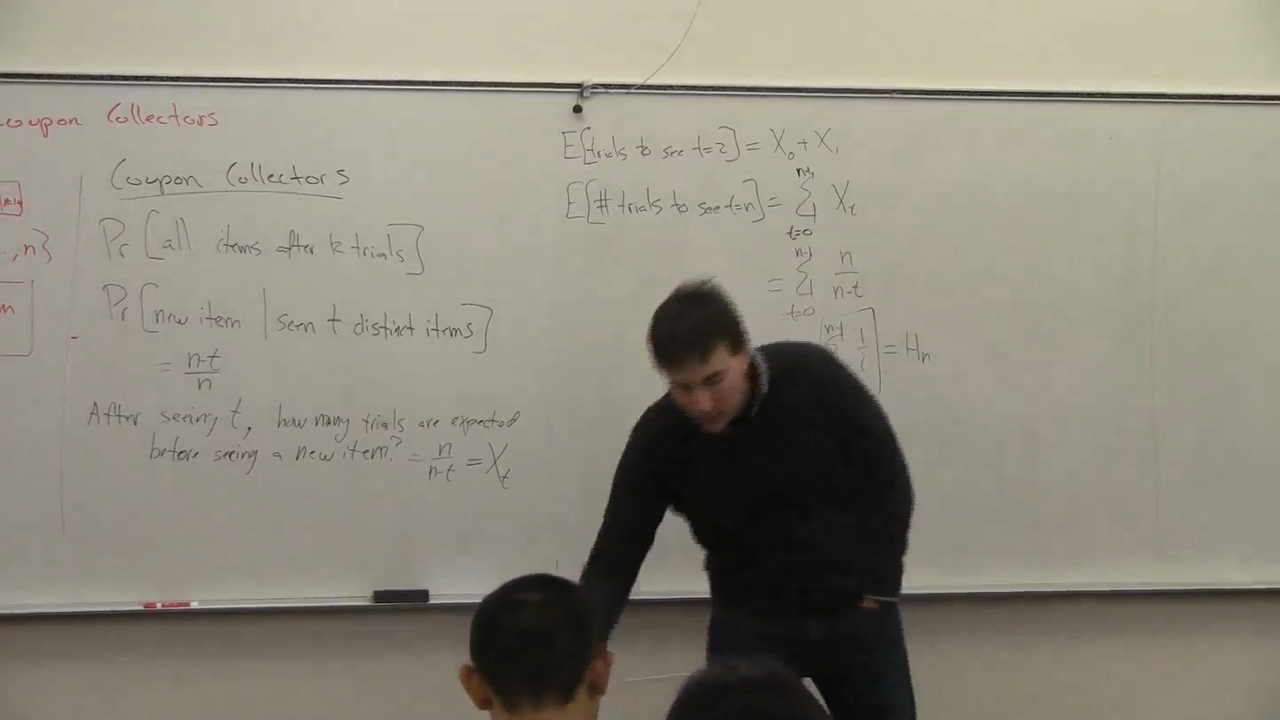 Coupon Collectors
..,n}
m
Coupon Collectors
Pr[all items after k trials]
Pr[new item | seen t distinct items]
= n-t/n
After seeing t, how many trials are expected
before seeing a new item? = n/n-t = X_t
E[trials to see t=2] = X_0 + X_1
E[# trials to see t=n] = Σ_{t=0}^{n-1} X_t
= Σ_{t=0}^{n-1} n/n-t
1/i] = H_n